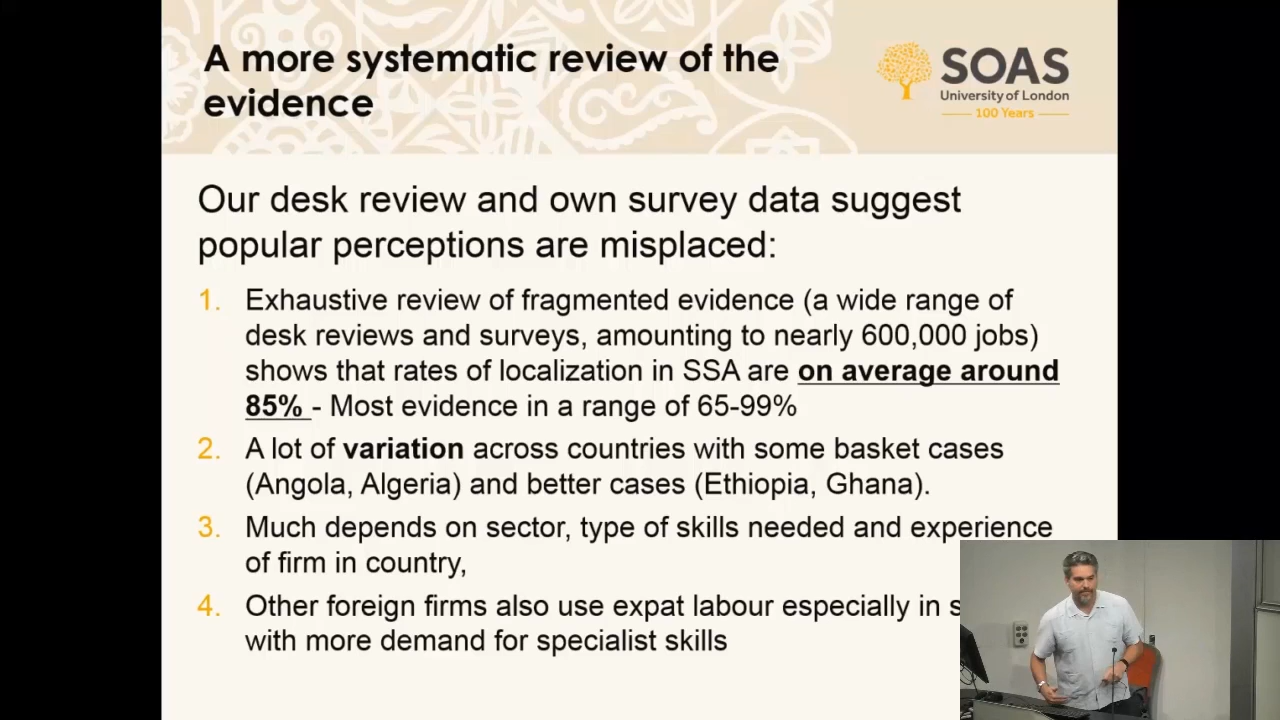 A more systematic review of the
evidence
SOAS
University of London
100 Years
Our desk review and own survey data suggest
popular perceptions are misplaced:
1. Exhaustive review of fragmented evidence (a wide range of
desk reviews and surveys, amounting to nearly 600,000 jobs)
shows that rates of localization in SSA are on average around
85% - Most evidence in a range of 65-99%
2. A lot of variation across countries with some basket cases
(Angola, Algeria) and better cases (Ethiopia, Ghana).
3. Much depends on sector, type of skills needed and experience
of firm in country,
4. Other foreign firms also use expat labour especially in
with more demand for specialist skills